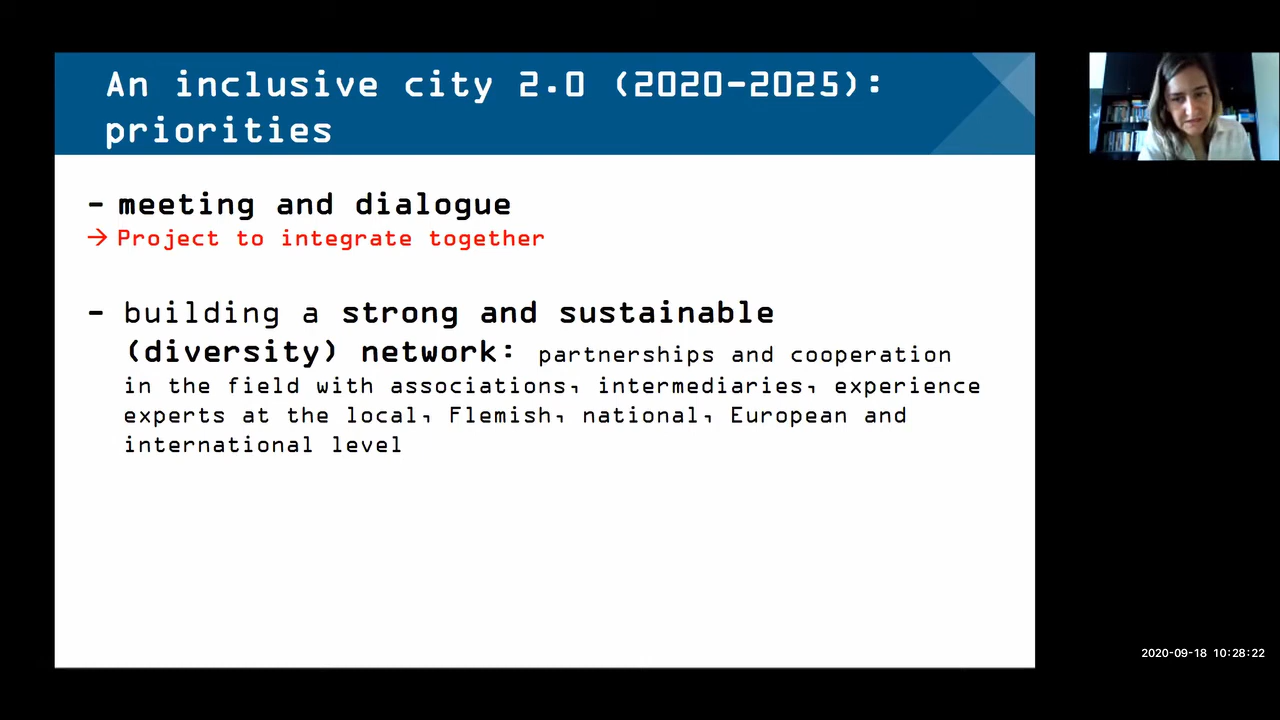 An inclusive city 2.0 (2020-2025):
priorities
- meeting and dialogue
→ Project to integrate together
- building a strong and sustainable
(diversity) network: partnerships and cooperation
in the field with associations, intermediaries, experience
experts at the local, Flemish, national, European and
international level
2020-09-18 10:28:22